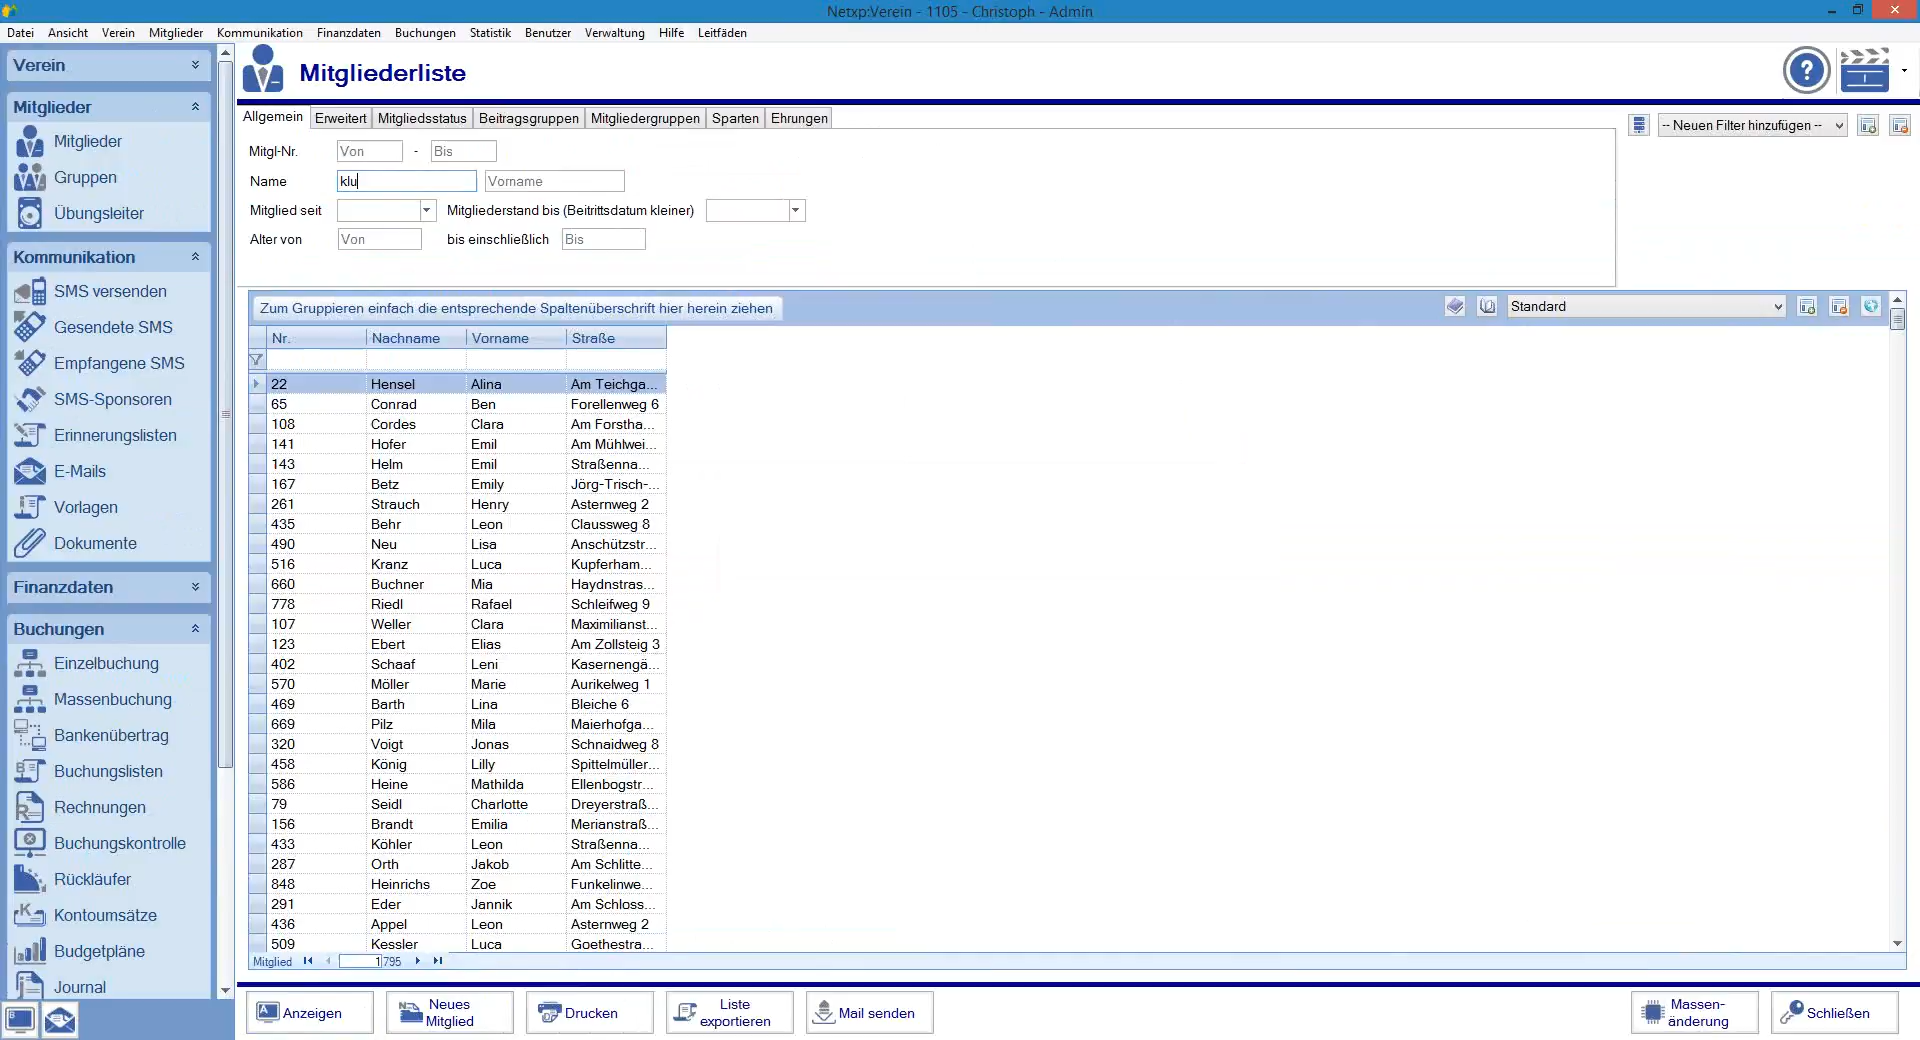 Netxp:Verein - 1105 - Christoph - Admin
Datei Ansicht Verein Mitglieder Kommunikation Finanzdaten Buchungen Statistik Benutzer Verwaltung Hilfe Leitfäden
Verein
Mitglieder
Mitglieder
Gruppen
Übungsleiter
Kommunikation
SMS versenden
Gesendete SMS
Empfangene SMS
SMS-Sponsoren
Erinnerungslisten
E-Mails
Vorlagen
Dokumente
Finanzdaten
Buchungen
Einzelbuchung
Massenbuchung
Bankenübertrag
Buchungslisten
Rechnungen
Buchungskontrolle
Rückläufer
Kontoumsätze
Budgetpläne
Journal
Mitgliederliste
Allgemein Erweitert Mitgliedsstatus Beitragsgruppen Mitgliedergruppen Sparten Ehrungen
-- Neuen Filter hinzufügen --
Mitgl-Nr. Von - Bis
Name klu Vorname
Mitglied seit Mitgliederstand bis (Beitrittsdatum kleiner)
Alter von Von bis einschließlich Bis
Zum Gruppieren einfach die entsprechende Spaltenüberschrift hier herein ziehen
Standard
Nr. Nachname Vorname Straße
22 Hensel Alina Am Teichga...
65 Conrad Ben Forellenweg 6
108 Cordes Clara Am Forstha...
141 Hofer Emil Am Mühlwei...
143 Helm Emil Straßenna...
167 Betz Emily Jörg-Trisch-...
261 Strauch Henry Asternweg 2
435 Behr Leon Claussweg 8
490 Neu Lisa Anschützstr...
516 Kranz Luca Kupferham...
660 Buchner Mia Haydnstras...
778 Riedl Rafael Schleifweg 9
107 Weller Clara Maximilianst...
123 Ebert Elias Am Zollsteig 3
402 Schaaf Leni Kasernengä...
570 Möller Marie Aurikelweg 1
469 Barth Lina Bleiche 6
669 Pilz Mila Maierhofga...
320 Voigt Jonas Schnaidweg 8
458 König Lilly Spittelmüller...
586 Heine Mathilda Ellenbogstr...
79 Seidl Charlotte Dreyerstraß...
156 Brandt Emilia Merianstraß...
433 Köhler Leon Straßenna...
287 Orth Jakob Am Schlitte...
848 Heinrichs Zoe Funkelinwe...
291 Eder Jannik Am Schloss...
436 Appel Leon Asternweg 2
509 Kessler Luca Goethestra...
Mitglied 1 795
Anzeigen
Neues
Mitglied
Drucken
Liste
exportieren
Mail senden
Massen-
änderung
Schließen